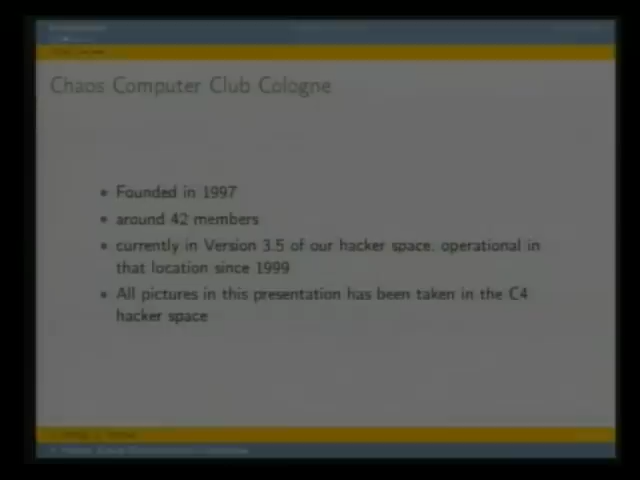 Chaos Computer Club Cologne
• Founded in 1997
• around 42 members
• currently in Version 3.5 of our hacker space. operational in
that location since 1999
• All pictures in this presentation has been taken in the C4
hacker space